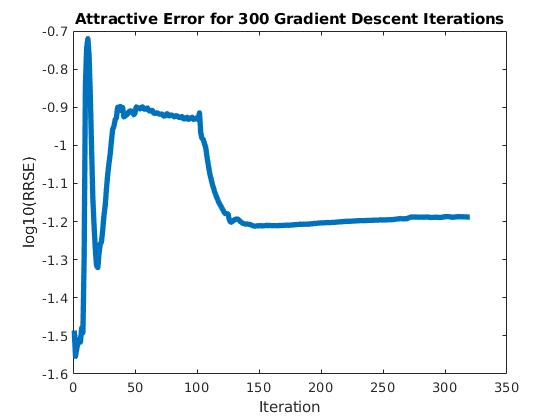 Attractive Error for 300 Gradient Descent Iterations
-0.7
-0.8
-0.9
-1
-1.1
-1.2
-1.3
-1.4
-1.5
-1.6
log10(RRSE)
0 50 100 150 200 250 300 350
Iteration